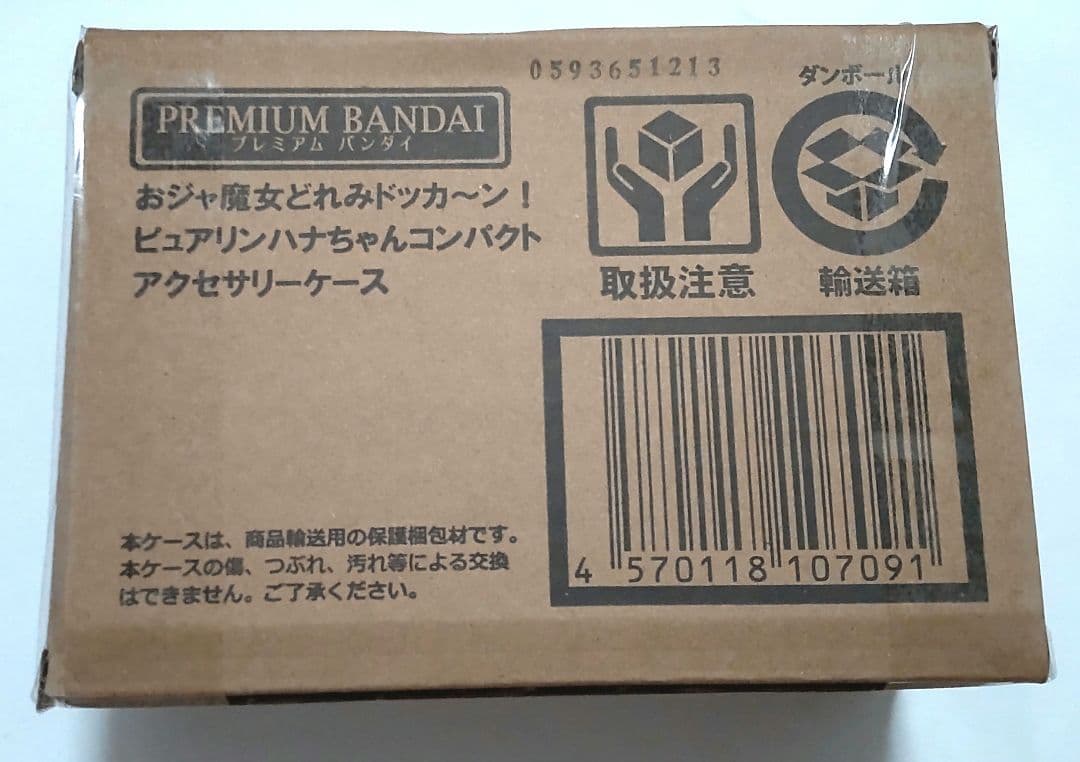 0593651213
ダンボール
PREMIUM BANDAI
プレミアム バンダイ
おジャ魔女どれみドッカ〜ン！
ピュアリンハナちゃんコンパクト
アクセサリーケース
取扱注意
輸送箱
本ケースは、商品輸送用の保護梱包材です。
本ケースの傷、つぶれ、汚れ等による交換
はできません。ご了承ください。
4 570118 107091